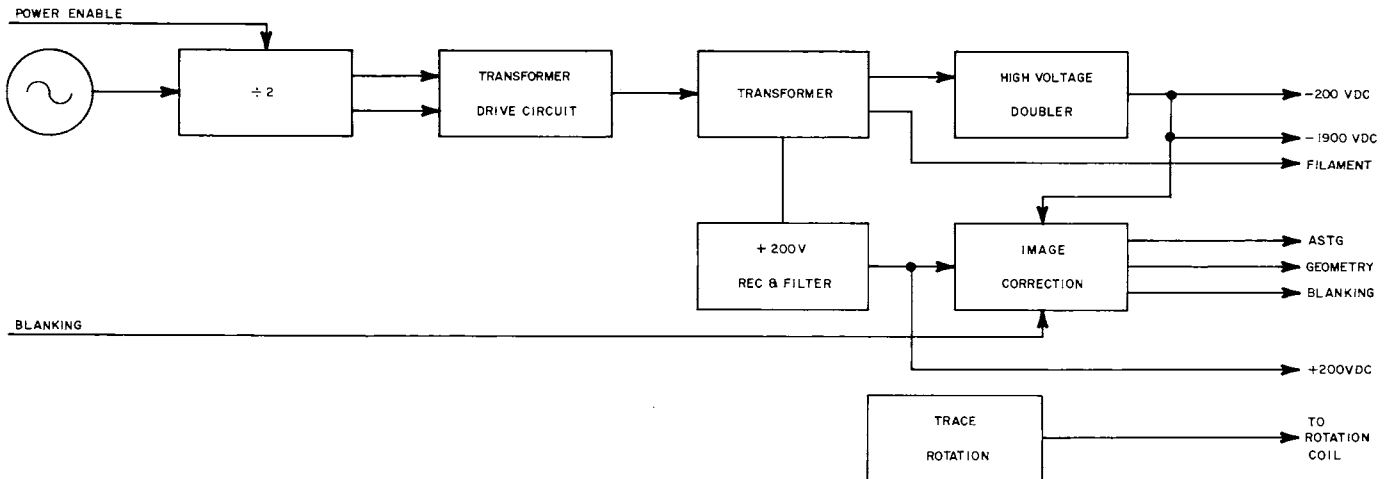 POWER ENABLE
÷2
TRANSFORMER
DRIVE CIRCUIT
TRANSFORMER
HIGH VOLTAGE
DOUBLER
-200 VDC
-1900 VDC
FILAMENT
+200V
REC & FILTER
IMAGE
CORRECTION
ASTG
GEOMETRY
BLANKING
BLANKING
+200VDC
TRACE
ROTATION
TO
ROTATION
COIL